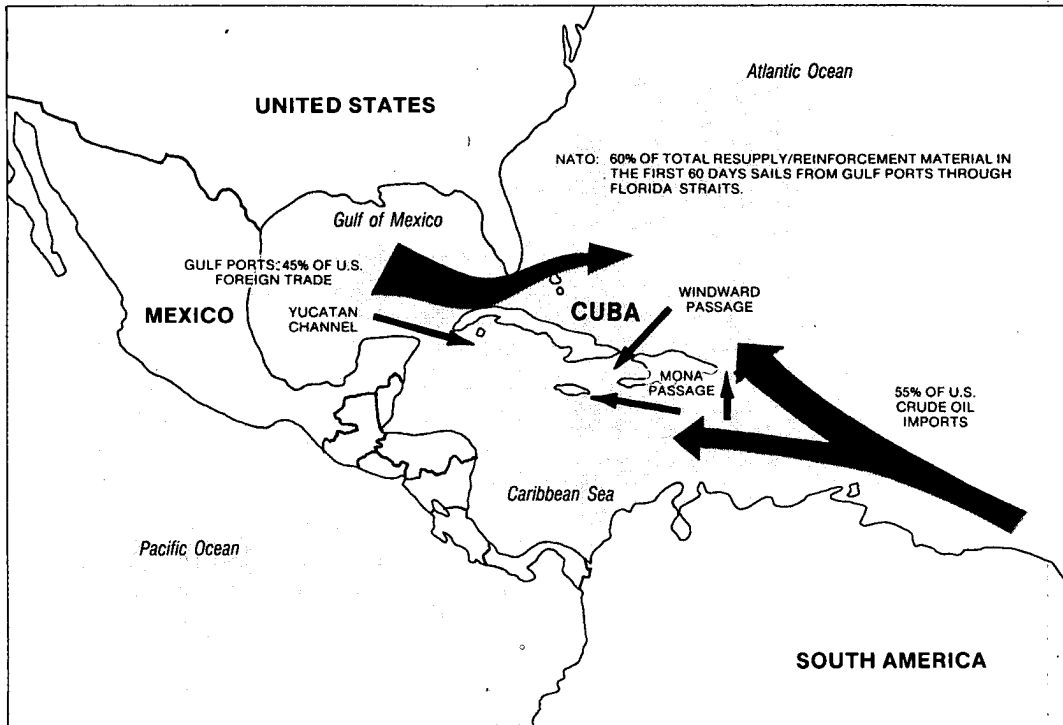 Atlantic Ocean
UNITED STATES
NATO: 60% OF TOTAL RESUPPLY/REINFORCEMENT MATERIAL IN
THE FIRST 60 DAYS SAILS FROM GULF PORTS THROUGH
FLORIDA STRAITS.
Gulf of Mexico
GULF PORTS: 45% OF U.S.
FOREIGN TRADE
MEXICO
YUCATAN
CHANNEL
CUBA
WINDWARD
PASSAGE
MONA
PASSAGE
55% OF U.S.
CRUDE OIL
IMPORTS
Caribbean Sea
Pacific Ocean
SOUTH AMERICA